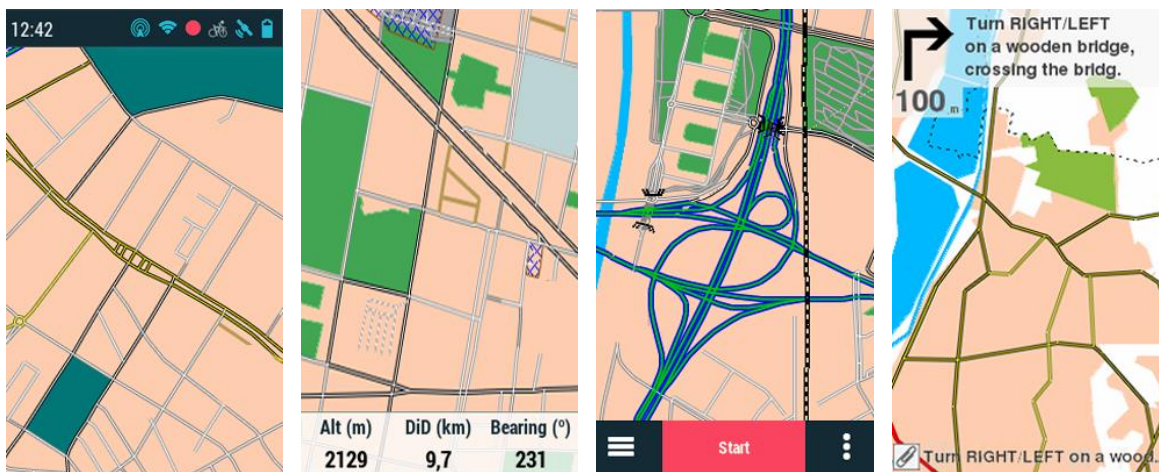 12:42
Alt (m) DiD (km) Bearing (º)
2129 9,7 231
Start
Turn RIGHT/LEFT
on a wooden bridge,
crossing the bridg.
100 m
Turn RIGHT/LEFT on a wood.